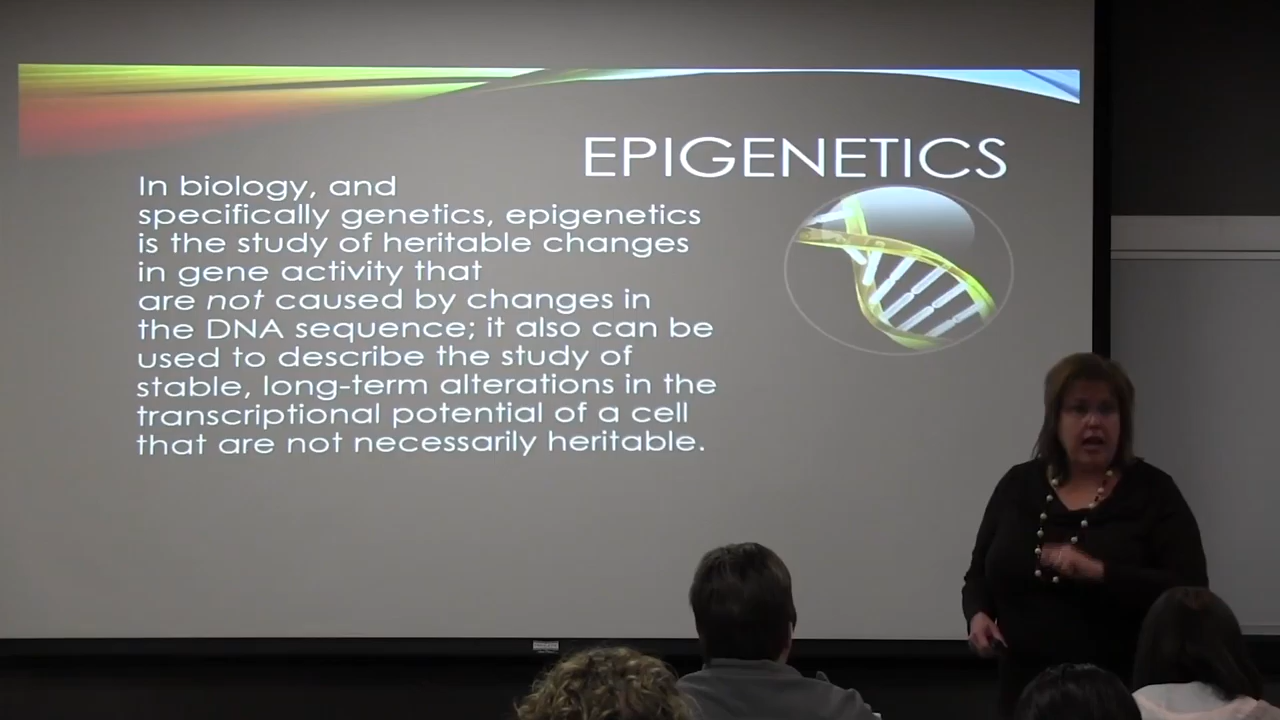 EPIGENETICS
In biology, and
specifically genetics, epigenetics
is the study of heritable changes
in gene activity that
are not caused by changes in
the DNA sequence; it also can be
used to describe the study of
stable, long-term alterations in the
transcriptional potential of a cell
that are not necessarily heritable.